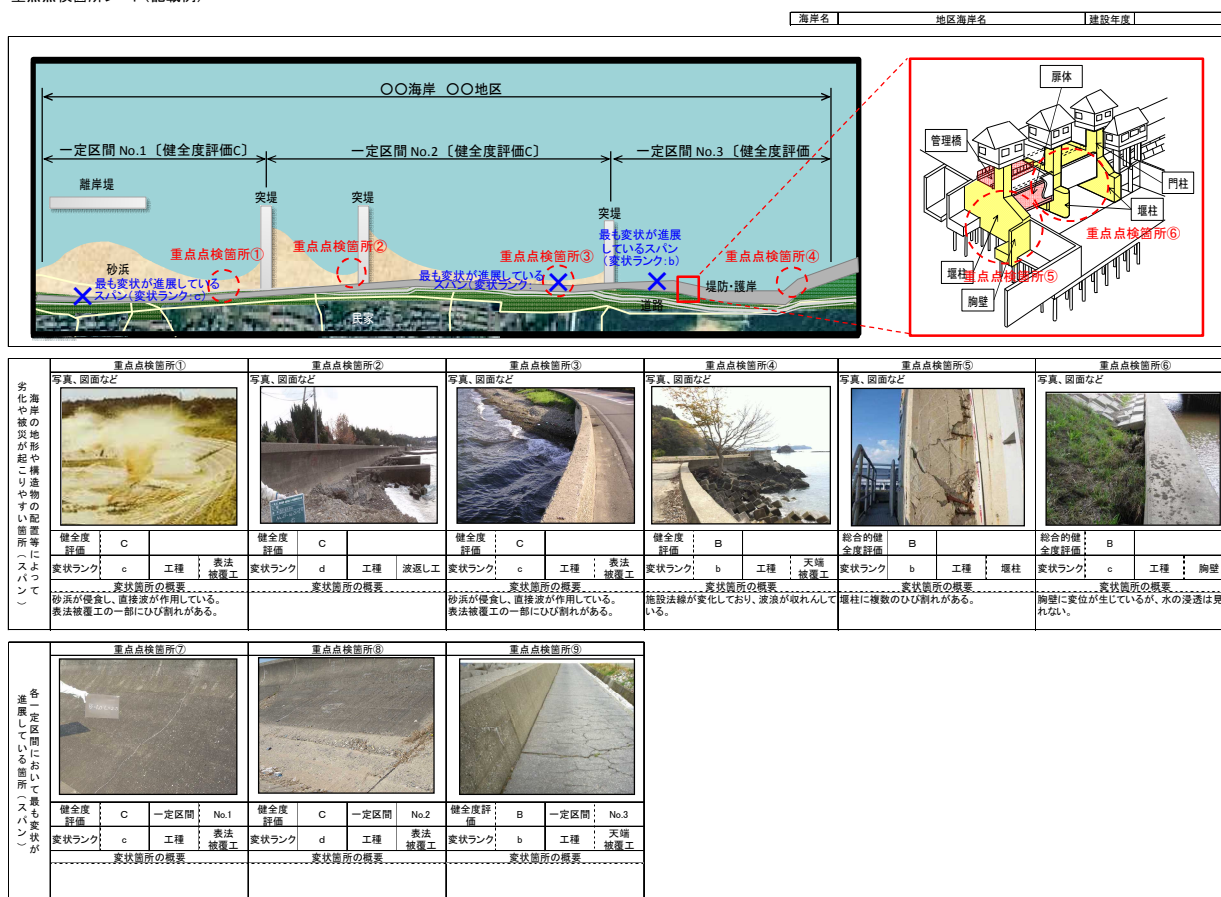 海岸名
地区海岸名
建設年度
〇〇海岸 〇〇地区
一定区間 No.1 〔健全度評価C〕
一定区間 No.2 〔健全度評価C〕
一定区間 No.3 〔健全度評価
離岸堤
突堤
突堤
突堤
砂浜
重点点検箇所①
重点点検箇所②
重点点検箇所③
重点点検箇所④
最も変状が進展している
スパン(変状ランク:c)
最も変状が進展している
スパン(変状ランク:
最も変状が進展
しているスパン
(変状ランク:b)
堤防・護岸
道路
民家
扉体
管理橋
門柱
堰柱
重点点検箇所⑥
堰柱
重点点検箇所⑤
胸壁
海岸の地形や構造物の配置等によって
劣化や被災が起こりやすい箇所(スパン)
重点点検箇所①
写真、図面など
健全度
評価
C
変状ランク
c
工種
表法
被覆工
変状箇所の概要
砂浜が侵食し、直接波が作用している。
表法被覆工の一部にひび割れがある。
重点点検箇所②
写真、図面など
健全度
評価
C
変状ランク
d
工種
波返し工
変状箇所の概要
重点点検箇所③
写真、図面など
健全度
評価
C
変状ランク
c
工種
表法
被覆工
変状箇所の概要
砂浜が侵食し、直接波が作用している。
表法被覆工の一部にひび割れがある。
重点点検箇所④
写真、図面など
健全度
評価
B
変状ランク
b
工種
天端
被覆工
変状箇所の概要
施設法線が変化しており、波浪が収れんして
いる。
重点点検箇所⑤
写真、図面など
総合的健
全度評価
B
変状ランク
b
工種
堰柱
変状箇所の概要
堰柱に複数のひび割れがある。
重点点検箇所⑥
写真、図面など
総合的健
全度評価
B
変状ランク
c
工種
胸壁
変状箇所の概要
胸壁に変位が生じているが、水の浸透は見
れない。
各一定区間において最も変状が
進展している箇所(スパン)
重点点検箇所⑦
健全度
評価
C
一定区間
No.1
変状ランク
c
工種
表法
被覆工
変状箇所の概要
重点点検箇所⑧
健全度
評価
C
一定区間
No.2
変状ランク
d
工種
表法
被覆工
変状箇所の概要
重点点検箇所⑨
健全度評
価
B
一定区間
No.3
変状ランク
b
工種
天端
被覆工
変状箇所の概要